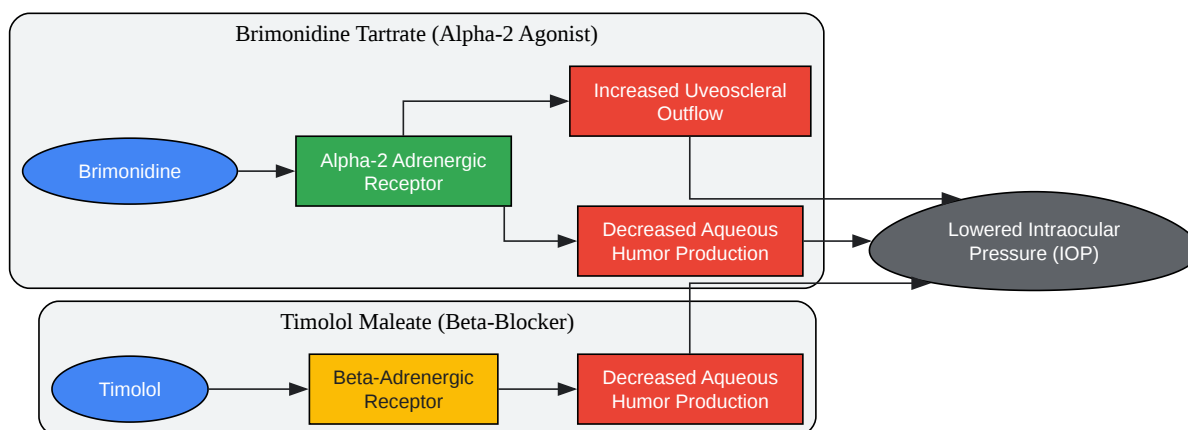 Brimonidine Tartrate (Alpha-2 Agonist)
Increased Uveoscleral
Outflow
Brimonidine
Alpha-2 Adrenergic
Receptor
Decreased Aqueous
Humor Production
Lowered Intraocular
Pressure (IOP)
Timolol Maleate (Beta-Blocker)
Timolol
Beta-Adrenergic
Receptor
Decreased Aqueous
Humor Production